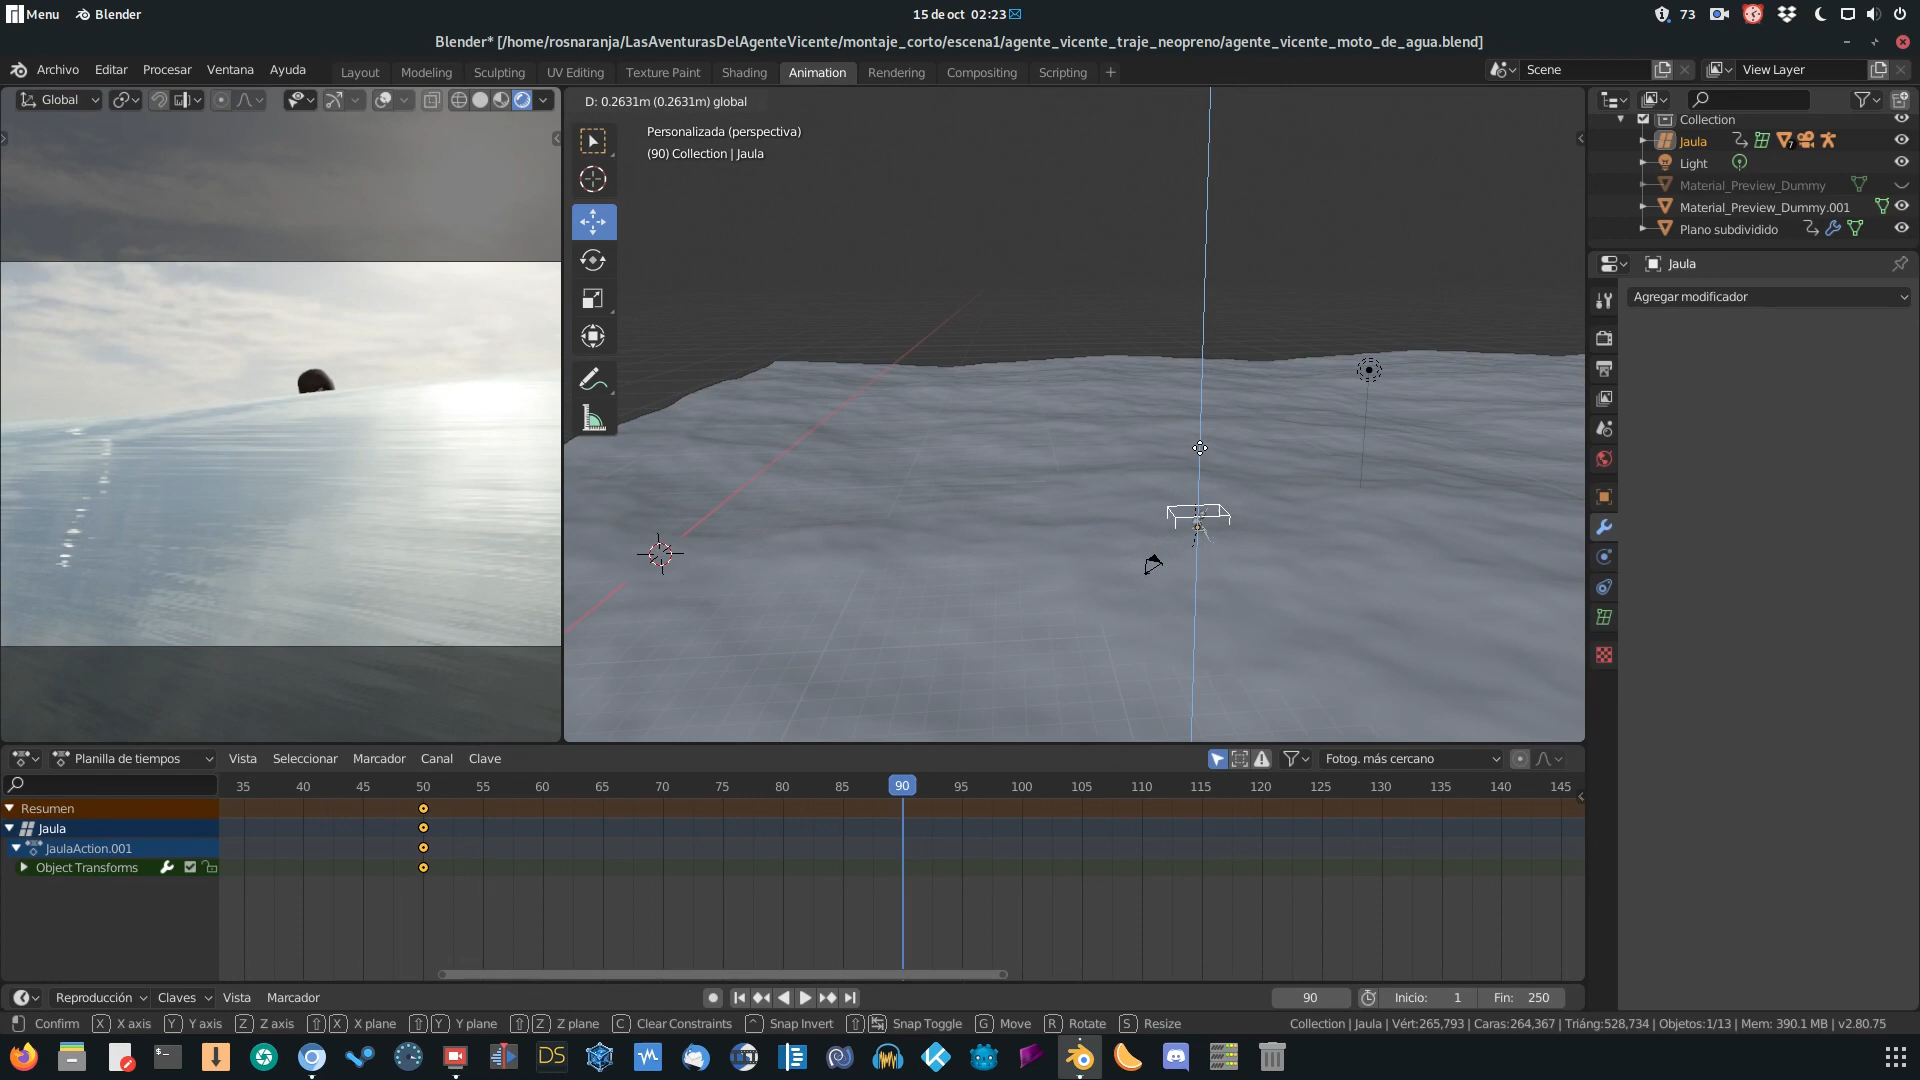 Menu Blender 15 de oct 02:23 73
Blender* [/home/rosnaranja/LasAventurasDelAgenteVicente/montaje_corto/escena1/agente_vicente_traje_neopreno/agente_vicente_moto_de_agua.blend]
Archivo Editar Procesar Ventana Ayuda Layout Modeling Sculpting UV Editing Texture Paint Shading Animation Rendering Compositing Scripting + Scene View Layer
Global D: 0.2631m (0.2631m) global
Personalizada (perspectiva)
(90) Collection | Jaula
Collection
Jaula
7
Light
Material_Preview_Dummy
Material_Preview_Dummy.001
Plano subdividido
Jaula
Agregar modificador
Planilla de tiempos Vista Seleccionar Marcador Canal Clave Fotog. más cercano
35 40 45 50 55 60 65 70 75 80 85 90 95 100 105 110 115 120 125 130 135 140 145
Resumen
Jaula
JaulaAction.001
Object Transforms
Reproducción Claves Vista Marcador 90 Inicio: 1 Fin: 250
Confirm X X axis Y Y axis Z Z axis X X plane Y Y plane Z Z plane C Clear Constraints Snap Invert Snap Toggle G Move R Rotate S Resize Collection | Jaula | Vért:265,793 | Caras:264,367 | Triáng:528,734 | Objetos:1/13 | Mem: 390.1 MB | v2.80.75
DS